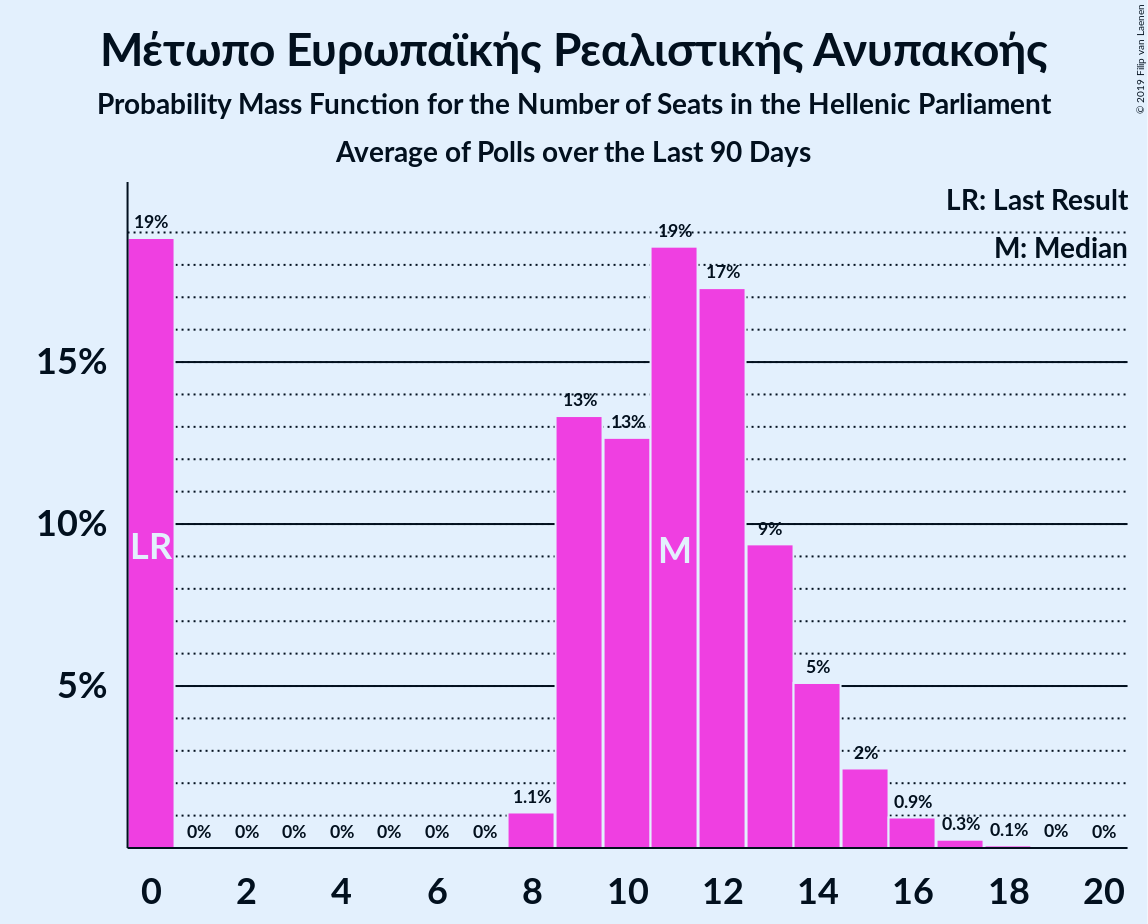 Μέτωπο Ευρωπαϊκής Ρεαλιστικής Ανυπακοής
Probability Mass Function for the Number of Seats in the Hellenic Parliament
Average of Polls over the Last 90 Days
© 2019 Filip van Laenen
LR: Last Result
M: Median
19% 0% 0% 0% 0% 0% 0% 0% 1.1% 13% 13% 19% 17% 9% 5% 2% 0.9% 0.3% 0.1% 0% 0%
15%
10%
5%
LR
M
0 2 4 6 8 10 12 14 16 18 20